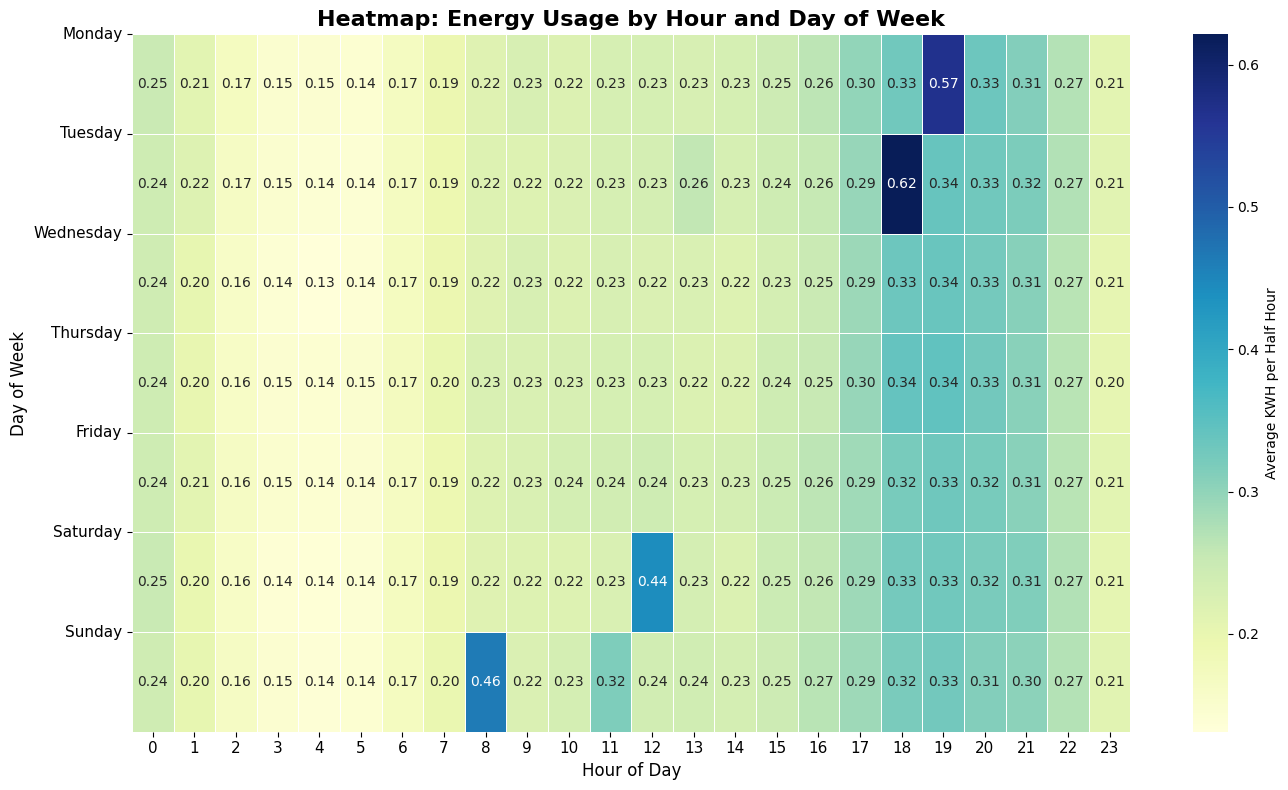 Heatmap: Energy Usage by Hour and Day of Week
Monday
0.25 0.21 0.17 0.15 0.15 0.14 0.17 0.19 0.22 0.23 0.22 0.23 0.23 0.23 0.23 0.25 0.26 0.30 0.33 0.57 0.33 0.31 0.27 0.21
Tuesday
0.24 0.22 0.17 0.15 0.14 0.14 0.17 0.19 0.22 0.22 0.22 0.23 0.23 0.26 0.23 0.24 0.26 0.29 0.62 0.34 0.33 0.32 0.27 0.21
Wednesday
0.24 0.20 0.16 0.14 0.13 0.14 0.17 0.19 0.22 0.23 0.22 0.23 0.22 0.23 0.22 0.23 0.25 0.29 0.33 0.34 0.33 0.31 0.27 0.21
Thursday
0.24 0.20 0.16 0.15 0.14 0.15 0.17 0.20 0.23 0.23 0.23 0.23 0.23 0.22 0.22 0.24 0.25 0.30 0.34 0.34 0.33 0.31 0.27 0.20
Friday
0.24 0.21 0.16 0.15 0.14 0.14 0.17 0.19 0.22 0.23 0.24 0.24 0.24 0.23 0.23 0.25 0.26 0.29 0.32 0.33 0.32 0.31 0.27 0.21
Saturday
0.25 0.20 0.16 0.14 0.14 0.14 0.17 0.19 0.22 0.22 0.22 0.23 0.44 0.23 0.22 0.25 0.26 0.29 0.33 0.33 0.32 0.31 0.27 0.21
Sunday
0.24 0.20 0.16 0.15 0.14 0.14 0.17 0.20 0.46 0.22 0.23 0.32 0.24 0.24 0.23 0.25 0.27 0.29 0.32 0.33 0.31 0.30 0.27 0.21
0 1 2 3 4 5 6 7 8 9 10 11 12 13 14 15 16 17 18 19 20 21 22 23
Hour of Day
Day of Week
0.6
0.5
0.4
0.3
0.2
Average KWH per Half Hour